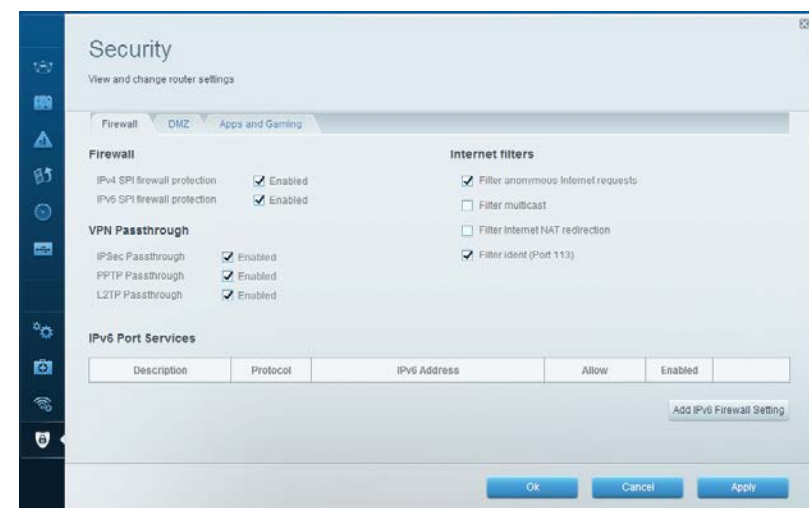 Security
View and change router settings
Firewall DMZ Apps and Gaming
Firewall
IPv4 SPI firewall protection Enabled
IPv6 SPI firewall protection Enabled
VPN Passthrough
IPSec Passthrough Enabled
PPTP Passthrough Enabled
L2TP Passthrough Enabled
Internet filters
Filter anonymous Internet requests
Filter multicast
Filter Internet NAT redirection
Filter ident (Port 113)
IPv6 Port Services
Description Protocol IPv6 Address Allow Enabled
Add IPv6 Firewall Setting
Ok Cancel Apply